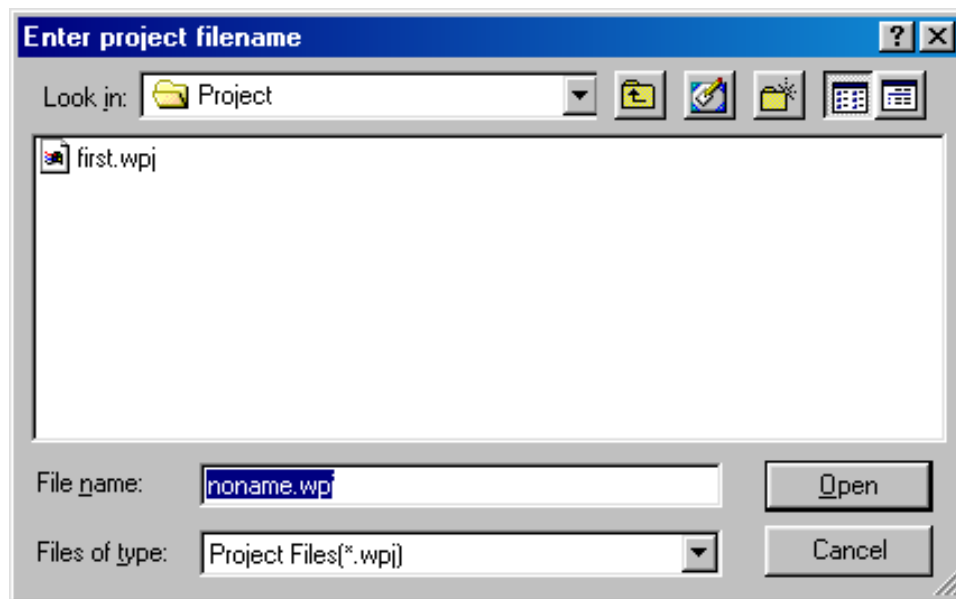 Enter project filename
Look in: Project
first.wpj
File name: noname.wpj Open
Files of type: Project Files(*.wpj) Cancel